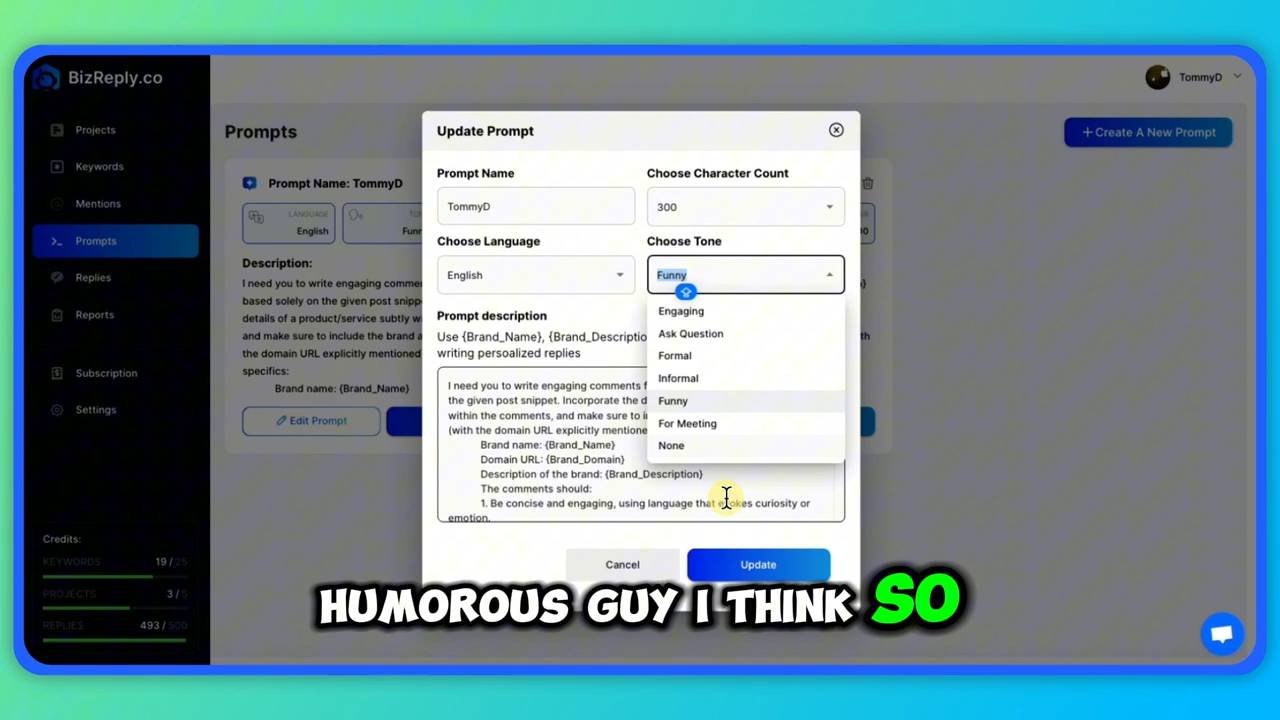 BizReply.co
TommyD
Projects
Keywords
Mentions
Prompts
Replies
Reports
Subscription
Settings
Credits:
KEYWORDS 19 / 25
PROJECTS 3 / 5
REPLIES 493 / 500
Prompts
+ Create A New Prompt
Prompt Name: TommyD
LANGUAGE
English
Description:
I need you to write engaging
based solely on the given post
details of a product/service subtly
and make sure to include the brand
the domain URL explicitly mentioned
specifics:
Brand name: {Brand_Name}
Edit Prompt
Update Prompt
Prompt Name
TommyD
Choose Character Count
300
Choose Language
English
Choose Tone
Funny
Engaging
Ask Question
Formal
Informal
Funny
For Meeting
None
Prompt description
Use {Brand_Name},
writing persoalized replies
I need you to write engaging comments
the given post snippet. Incorporate the
within the comments, and make sure to
(with the domain URL explicitly
Brand name: {Brand_Name}
Domain URL: {Brand_Domain}
Description of the brand: {Brand_Description}
The comments should:
1. Be concise and engaging, using language that evokes curiosity or
emotion.
Cancel
Update
HUMOROUS GUY I THINK SO